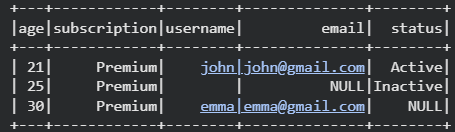 +---+------------+--------+--------------+--------+
|age|subscription|username|         email|  status|
+---+------------+--------+--------------+--------+
| 21|     Premium|    john|john@gmail.com|  Active|
| 25|     Premium|        |          NULL|Inactive|
| 30|     Premium|    emma|emma@gmail.com|    NULL|
+---+------------+--------+--------------+--------+